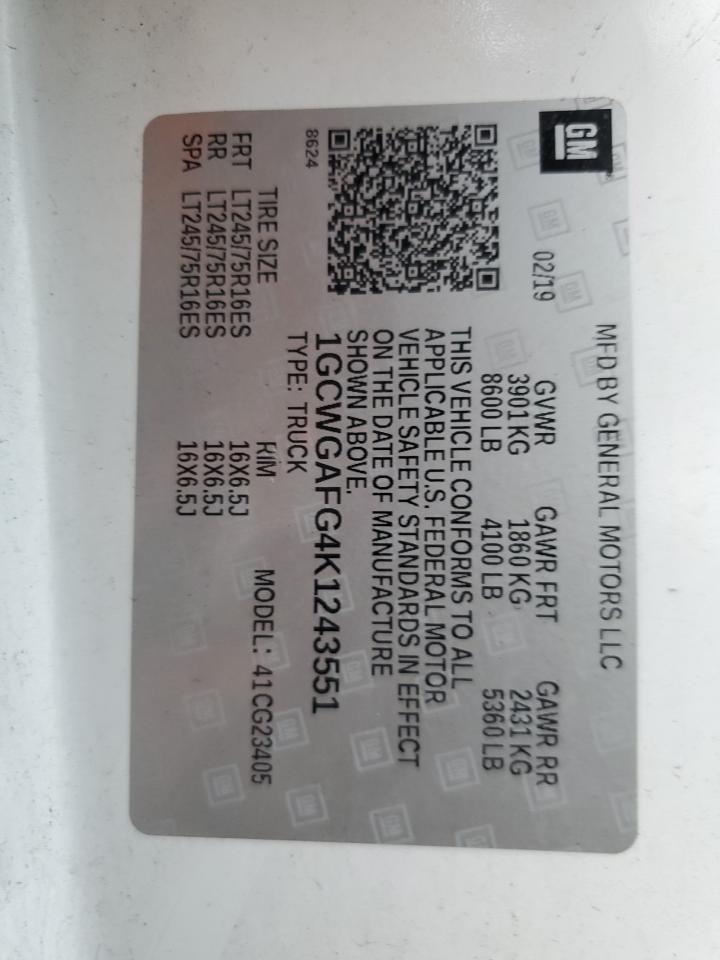 GM
MFD BY GENERAL MOTORS LLC
02/19 GVWR GAWR FRT GAWR RR
3901 KG 1860 KG 2431 KG
8600 LB 4100 LB 5360 LB
THIS VEHICLE CONFORMS TO ALL
APPLICABLE U.S. FEDERAL MOTOR
VEHICLE SAFETY STANDARDS IN EFFECT
ON THE DATE OF MANUFACTURE
SHOWN ABOVE.
1GCWGAFG4K1243551
8624 TYPE: TRUCK
TIRE SIZE RIM MODEL: 41CG23405
FRT LT245/75R16ES 16X6.5J
RR LT245/75R16ES 16X6.5J
SPA LT245/75R16ES 16X6.5J